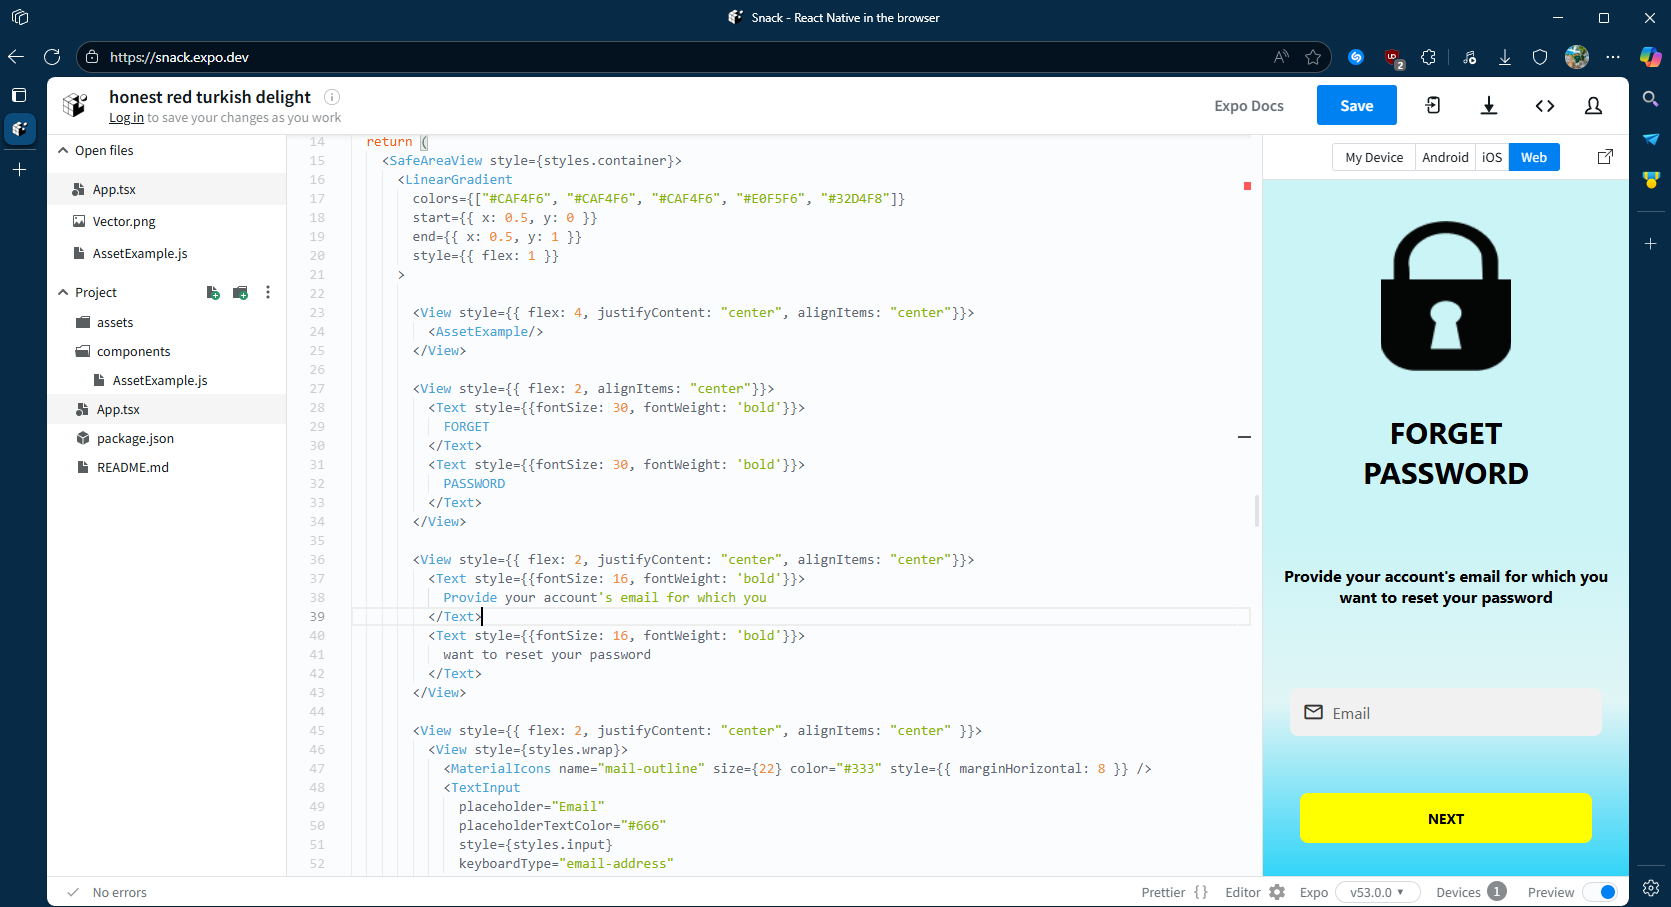 Snack - React Native in the browser
https://snack.expo.dev
UD
2
honest red turkish delight
Log in to save your changes as you work
Expo Docs
Save
Open files
App.tsx
Vector.png
AssetExample.js
Project
assets
components
AssetExample.js
App.tsx
package.json
README.md
14 return (
15 <SafeAreaView style={styles.container}>
16 <LinearGradient
17 colors={["#CAF4F6", "#CAF4F6", "#CAF4F6", "#E0F5F6", "#32D4F8"]}
18 start={{ x: 0.5, y: 0 }}
19 end={{ x: 0.5, y: 1 }}
20 style={{ flex: 1 }}
21 >
22
23 <View style={{ flex: 4, justifyContent: "center", alignItems: "center"}}>
24 <AssetExample/>
25 </View>
26
27 <View style={{ flex: 2, alignItems: "center"}}>
28 <Text style={{fontSize: 30, fontWeight: 'bold'}}>
29 FORGET
30 </Text>
31 <Text style={{fontSize: 30, fontWeight: 'bold'}}>
32 PASSWORD
33 </Text>
34 </View>
35
36 <View style={{ flex: 2, justifyContent: "center", alignItems: "center"}}>
37 <Text style={{fontSize: 16, fontWeight: 'bold'}}>
38 Provide your account's email for which you
39 </Text>
40 <Text style={{fontSize: 16, fontWeight: 'bold'}}>
41 want to reset your password
42 </Text>
43 </View>
44
45 <View style={{ flex: 2, justifyContent: "center", alignItems: "center" }}>
46 <View style={styles.wrap}>
47 <MaterialIcons name="mail-outline" size={22} color="#333" style={{ marginHorizontal: 8 }} />
48 <TextInput
49 placeholder="Email"
50 placeholderTextColor="#666"
51 style={styles.input}
52 keyboardType="email-address"
My Device
Android
iOS
Web
FORGET
PASSWORD
Provide your account's email for which you
want to reset your password
Email
NEXT
No errors
Prettier { }
Editor
Expo
v53.0.0
Devices 1
Preview